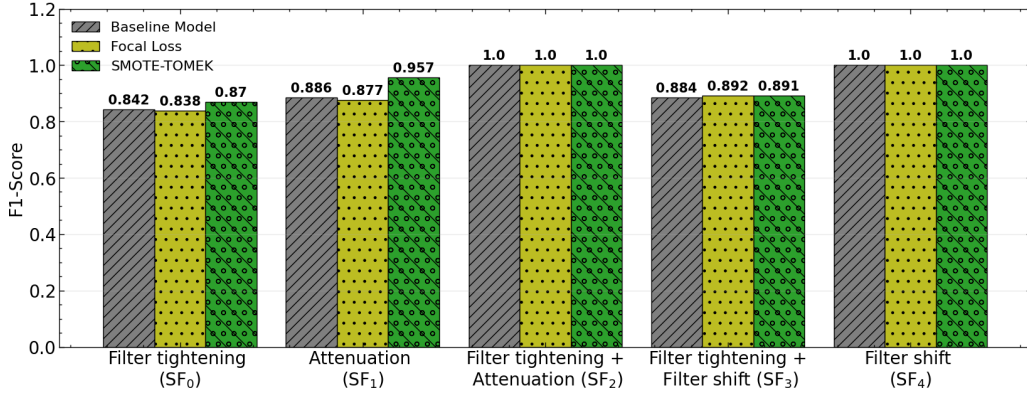 1.2
1.0
0.8
0.6
0.4
0.2
0.0
F1-Score
Baseline Model
Focal Loss
SMOTE-TOMEK
0.842 0.838 0.87
0.886 0.877 0.957
1.0 1.0 1.0
0.884 0.892 0.891
1.0 1.0 1.0
Filter tightening
(SF₀)
Attenuation
(SF₁)
Filter tightening +
Attenuation (SF₂)
Filter tightening +
Filter shift (SF₃)
Filter shift
(SF₄)